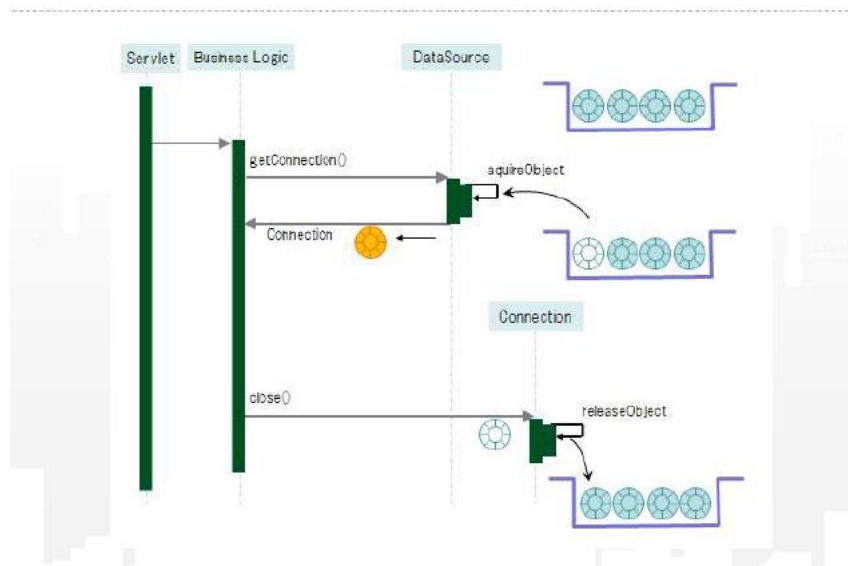 Servlet
Business Logic
DataSource
getConnection()
aquireObject
Connection
Connection
close()
releaseObject